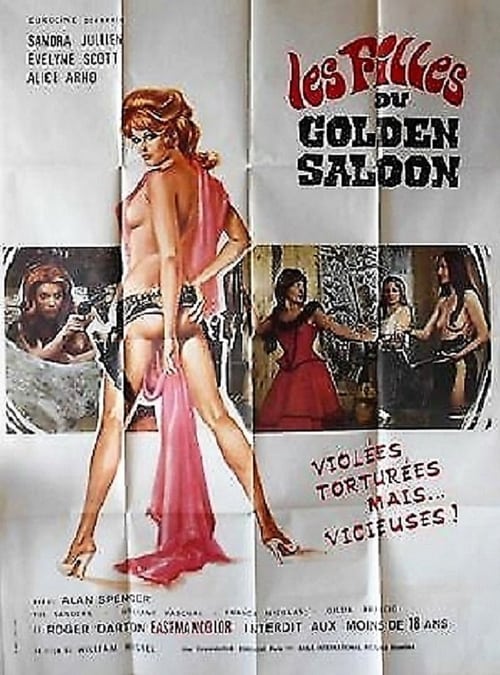 EUROCINE présente
SANDRA JULLIEN
EVELYNE SCOTT
ALICE ARNO
Les Filles
DU
GOLDEN
SALOON
VIOLÉES
TORTURÉES
MAIS...
VICIEUSES!
ALAN SPENCER
ROGER DARTON EASTMANCOLOR INTERDIT AUX MOINS DE 18 ANS
WILLIAM